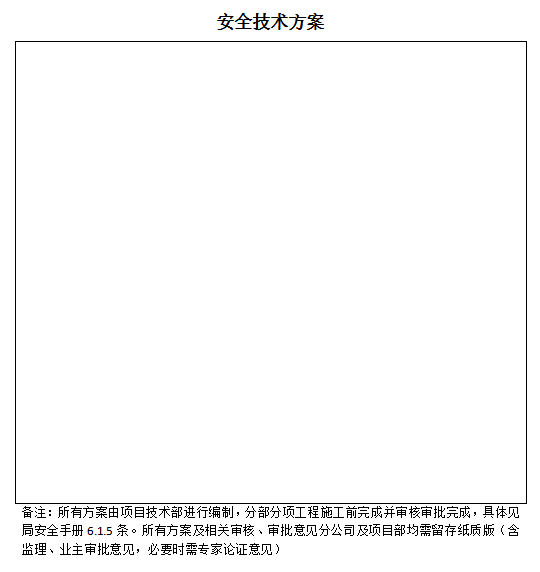 安全技术方案
备注：所有方案由项目技术部进行编制，分部分项工程施工前完成并审核审批完成，具体见
局安全手册 6.1.5 条。所有方案及相关审核、审批意见分公司及项目部均需留存纸质版（含
监理、业主审批意见，必要时需专家论证意见）